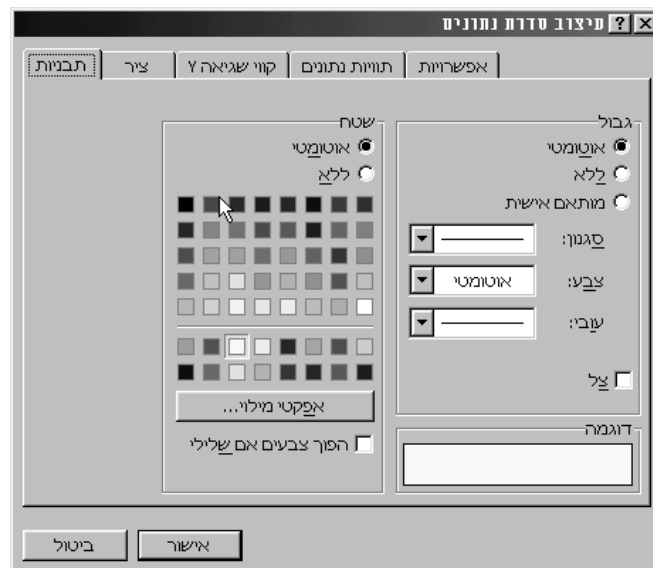 עיצוב סדרת נתונים
תבניות ציר קווי שגיאה Y תוויות נתונים אפשרויות
גבול
אוטומטי
ללא
מותאם אישית
סגנון:
צבע:
אוטומטי
עובי:
צל
דוגמה
שטח
אוטומטי
ללא
אפקטי מילוי...
הפוך צבעים אם שלילי
אישור ביטול